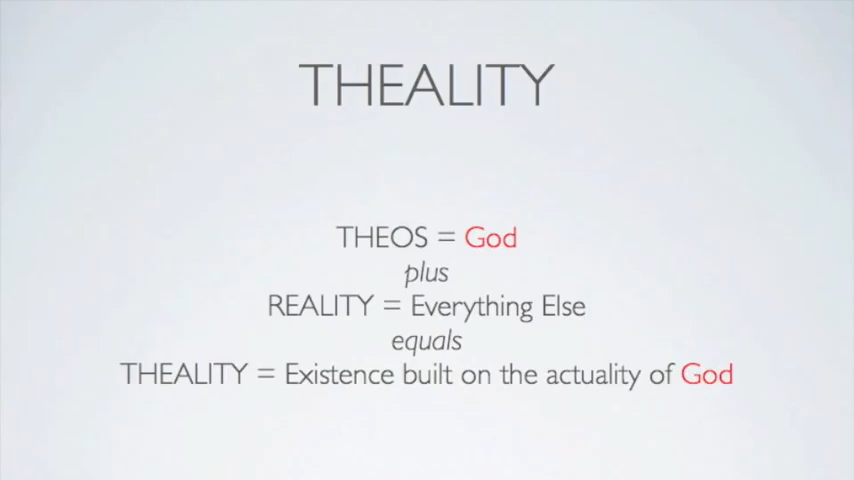 THEALITY
THEOS = God
plus
REALITY = Everything Else
equals
THEALITY = Existence built on the actuality of God